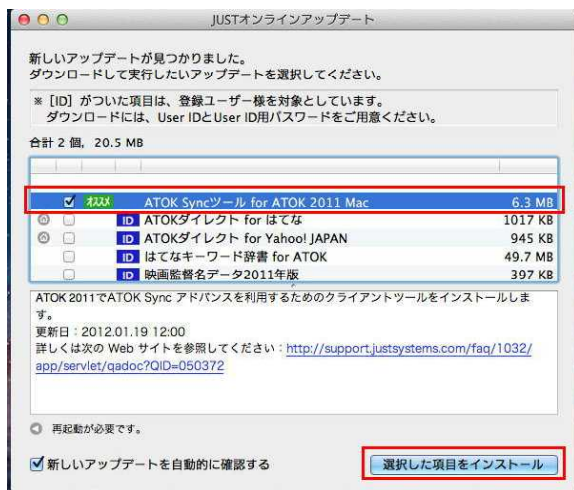 JUSTオンラインアップデート
新しいアップデートが見つかりました。
ダウンロードして実行したいアップデートを選択してください。
※ [ID] がついた項目は、登録ユーザー様を対象としています。
ダウンロードには、User IDとUser ID用パスワードをご用意ください。
合計 2 個, 20.5 MB
オススメ ATOK Syncツール for ATOK 2011 Mac 6.3 MB
ID ATOKダイレクト for はてな 1017 KB
ID ATOKダイレクト for Yahoo! JAPAN 945 KB
ID はてなキーワード辞書 for ATOK 49.7 MB
ID 映画監督名データ2011年版 397 KB
ATOK 2011でATOK Sync アドバンスを利用するためのクライアントツールをインストールしま
す。
更新日：2012.01.19 12:00
詳しくは次の Web サイトを参照してください：http://support.justsystems.com/faq/1032/
app/servlet/qadoc?QID=050372
再起動が必要です。
新しいアップデートを自動的に確認する 選択した項目をインストール